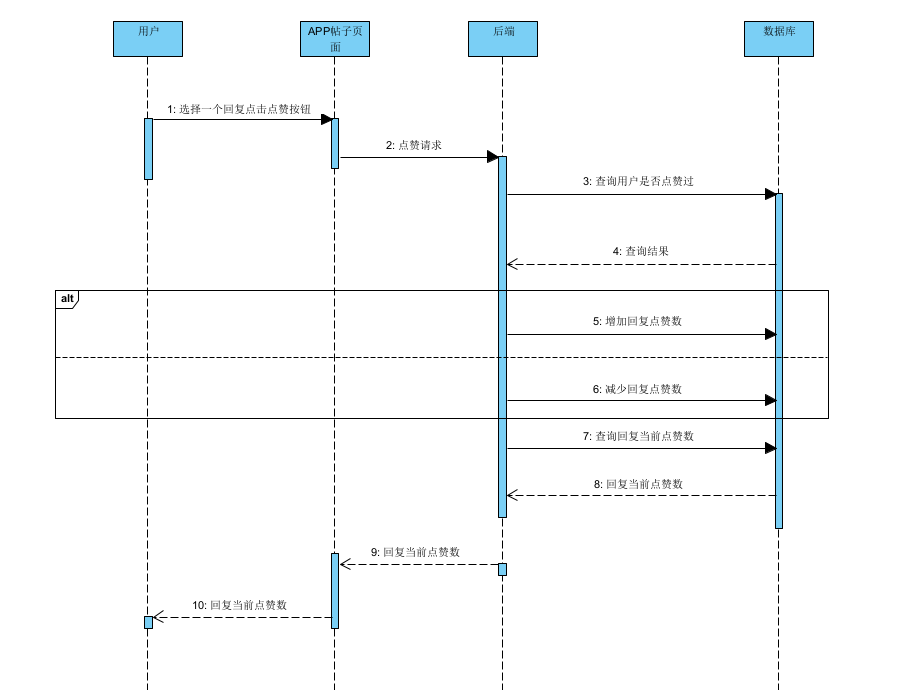 用户
APP帖子页
面
后端
数据库
1: 选择一个回复点击点赞按钮
2: 点赞请求
3: 查询用户是否点赞过
4: 查询结果
alt
5: 增加回复点赞数
6: 减少回复点赞数
7: 查询回复当前点赞数
8: 回复当前点赞数
9: 回复当前点赞数
10: 回复当前点赞数